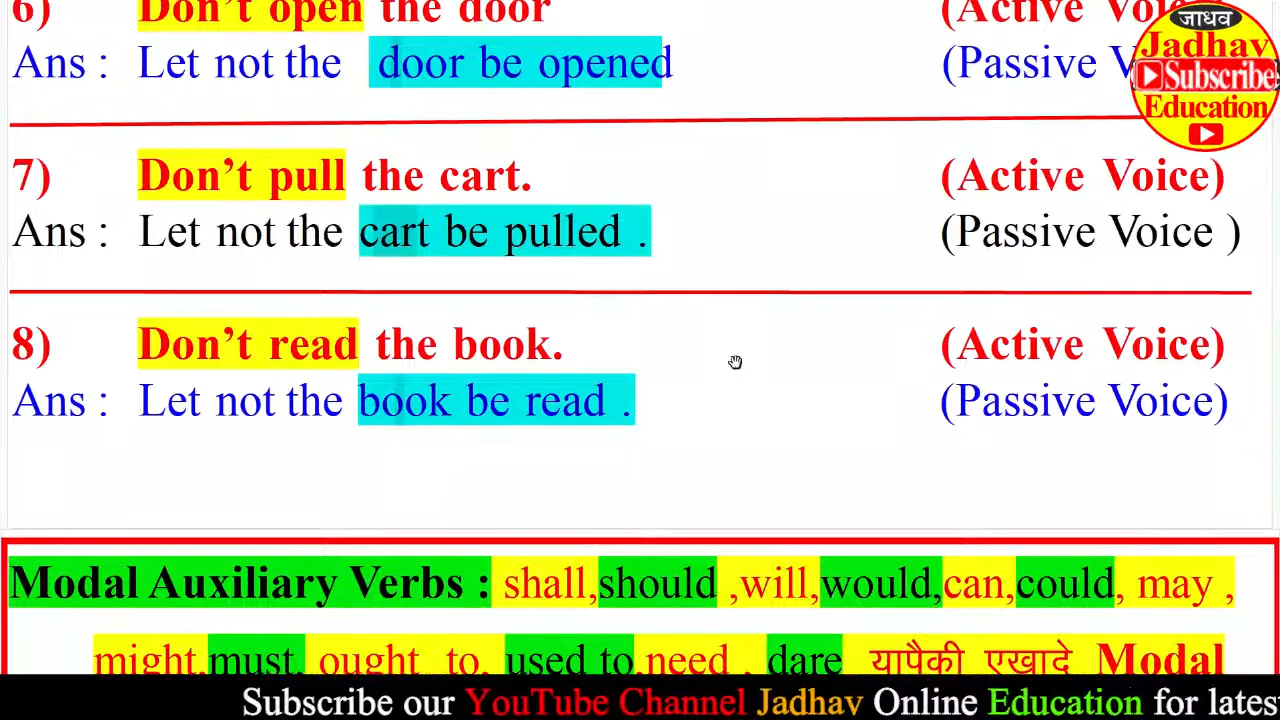 6) Don't open the door (Active Voice)
Ans : Let not the door be opened (Passive V
जाधव
Jadhav
Subscribe
Education
7) Don't pull the cart. (Active Voice)
Ans : Let not the cart be pulled . (Passive Voice )
8) Don't read the book. (Active Voice)
Ans : Let not the book be read . (Passive Voice)
Modal Auxiliary Verbs : shall,should ,will,would,can,could, may ,
might,must, ought to, used to,need , dare यापैकी एखादे Modal
Subscribe our YouTube Channel Jadhav Online Education for lates